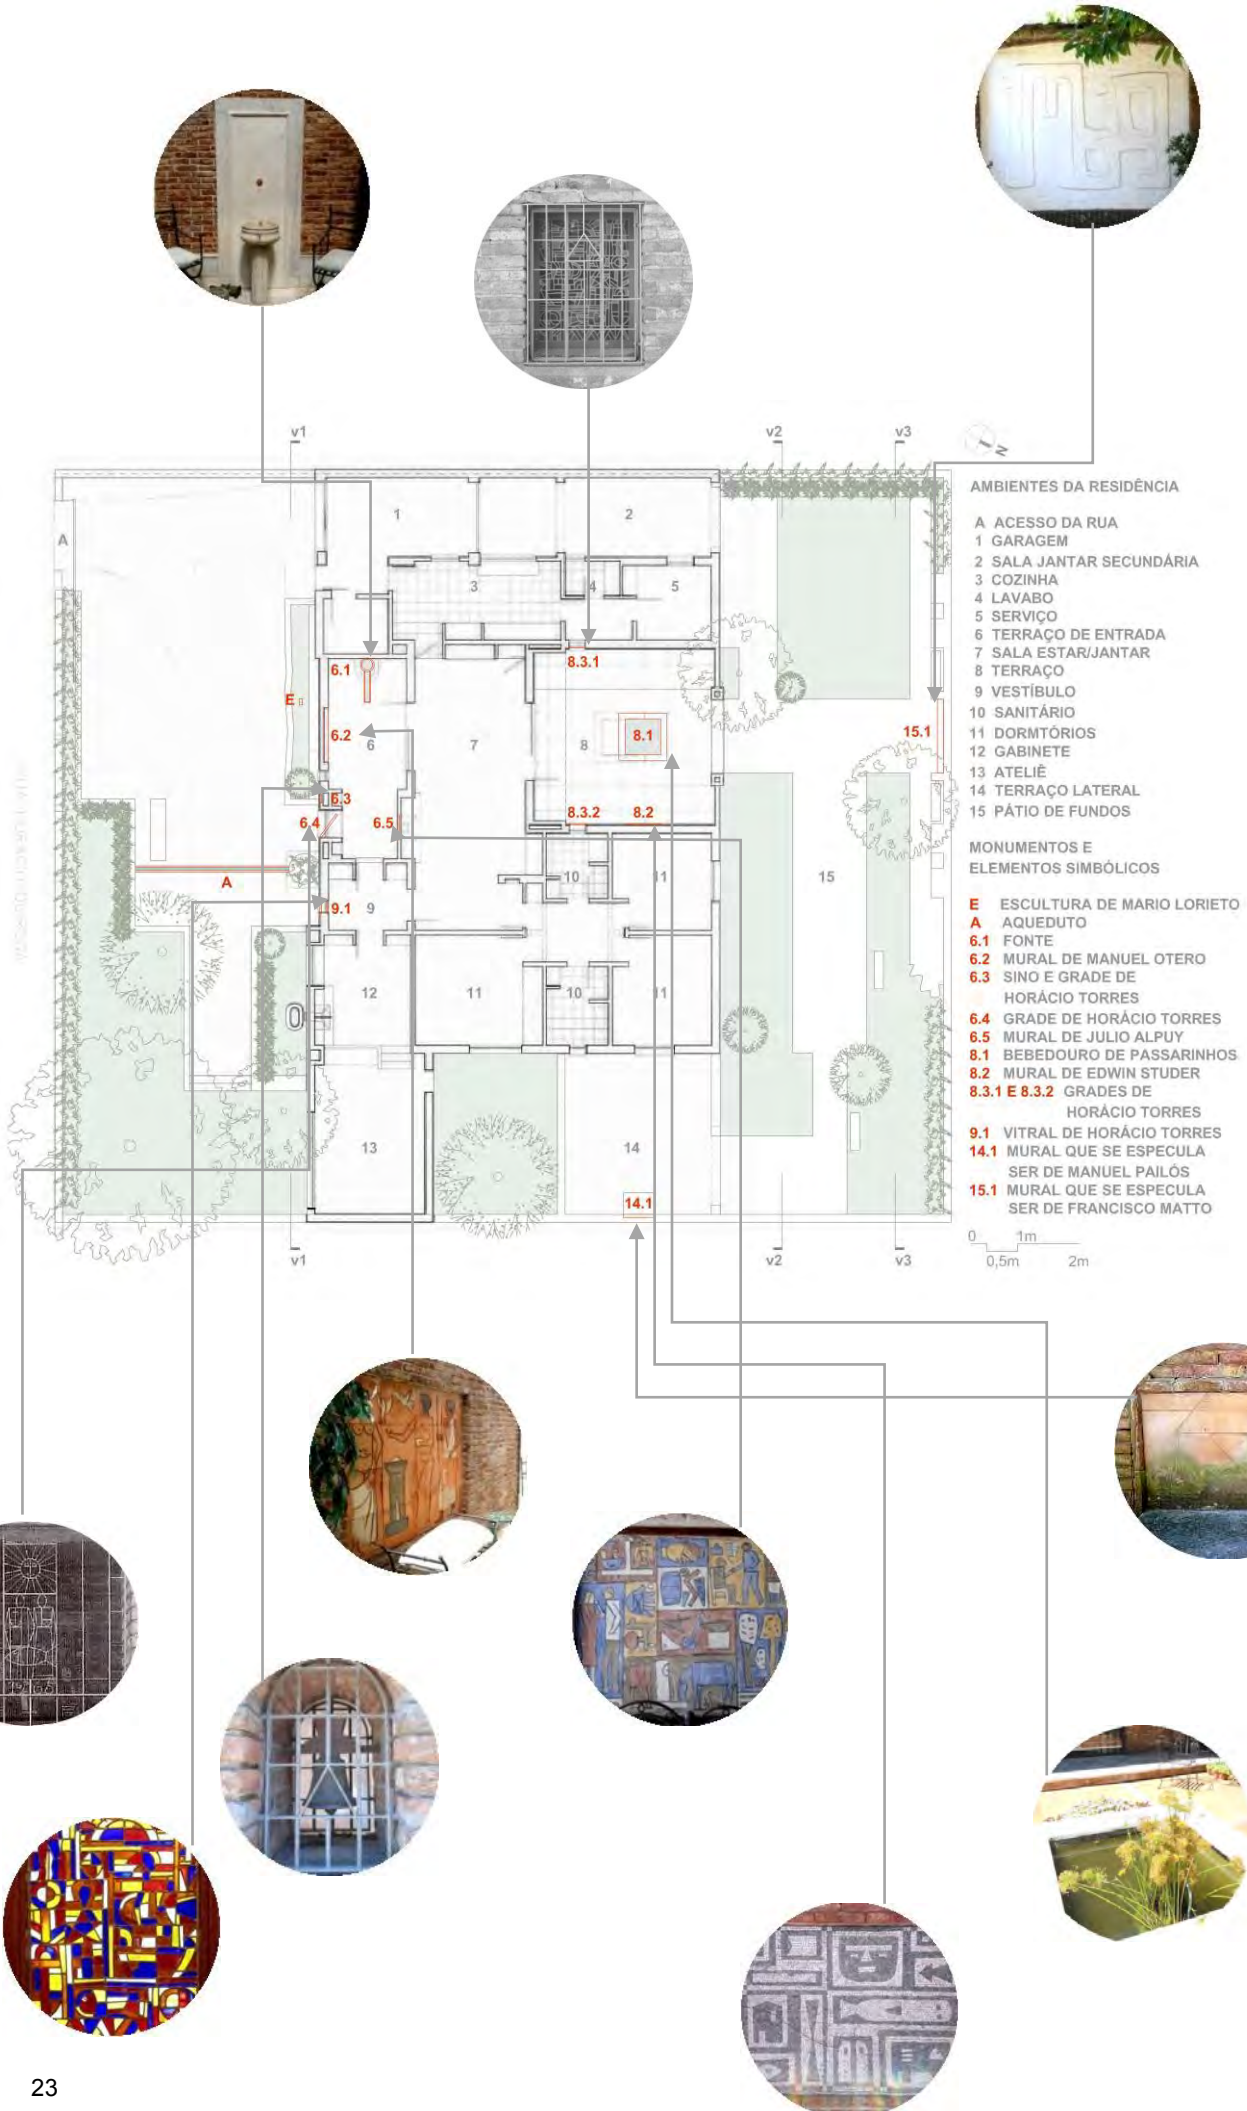 v1
v2
v3
N
A
1
2
3
4
5
6.1
8.3.1
E
6.2
6
7
8
8.1
15.1
6.3
6.4
6.5
8.3.2
8.2
A
10
11
15
9.1
9
12
11
10
11
13
14
14.1
v1
v2
v3
AMBIENTES DA RESIDÊNCIA
A ACESSO DA RUA
1 GARAGEM
2 SALA JANTAR SECUNDÁRIA
3 COZINHA
4 LAVABO
5 SERVIÇO
6 TERRAÇO DE ENTRADA
7 SALA ESTAR/JANTAR
8 TERRAÇO
9 VESTÍBULO
10 SANITÁRIO
11 DORMTÓRIOS
12 GABINETE
13 ATELIÊ
14 TERRAÇO LATERAL
15 PÁTIO DE FUNDOS
MONUMENTOS E
ELEMENTOS SIMBÓLICOS
E ESCULTURA DE MARIO LORIETO
A AQUEDUTO
6.1 FONTE
6.2 MURAL DE MANUEL OTERO
6.3 SINO E GRADE DE
HORÁCIO TORRES
6.4 GRADE DE HORÁCIO TORRES
6.5 MURAL DE JULIO ALPUY
8.1 BEBEDOURO DE PASSARINHOS
8.2 MURAL DE EDWIN STUDER
8.3.1 E 8.3.2 GRADES DE
HORÁCIO TORRES
9.1 VITRAL DE HORÁCIO TORRES
14.1 MURAL QUE SE ESPECULA
SER DE MANUEL PAILÓS
15.1 MURAL QUE SE ESPECULA
SER DE FRANCISCO MATTO
0 1m
0,5m 2m
23